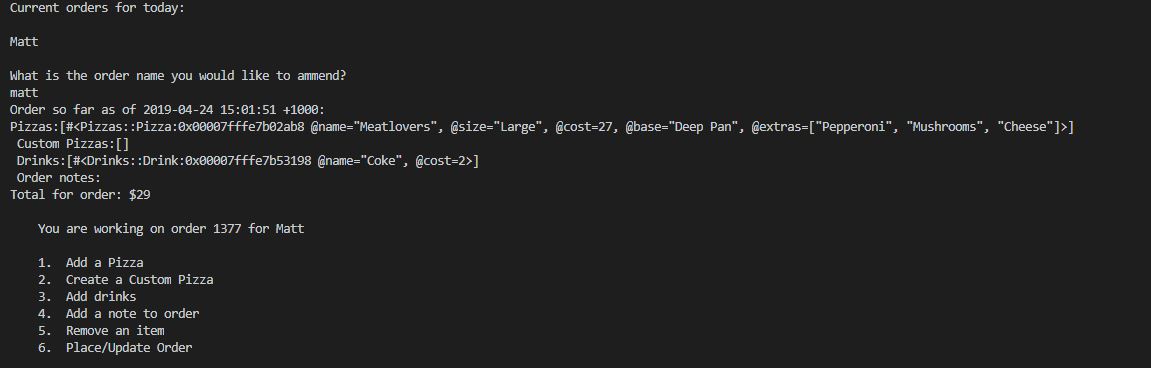 Current orders for today:
Matt
What is the order name you would like to ammend?
matt
Order so far as of 2019-04-24 15:01:51 +1000:
Pizzas:[#<Pizzas::Pizza:0x00007fffe7b02ab8 @name="Meatlovers", @size="Large", @cost=27, @base="Deep Pan", @extras=["Pepperoni", "Mushrooms", "Cheese"]>]
Custom Pizzas:[]
Drinks:[#<Drinks::Drink:0x00007fffe7b53198 @name="Coke", @cost=2>]
Order notes:
Total for order: $29
You are working on order 1377 for Matt
1. Add a Pizza
2. Create a Custom Pizza
3. Add drinks
4. Add a note to order
5. Remove an item
6. Place/Update Order